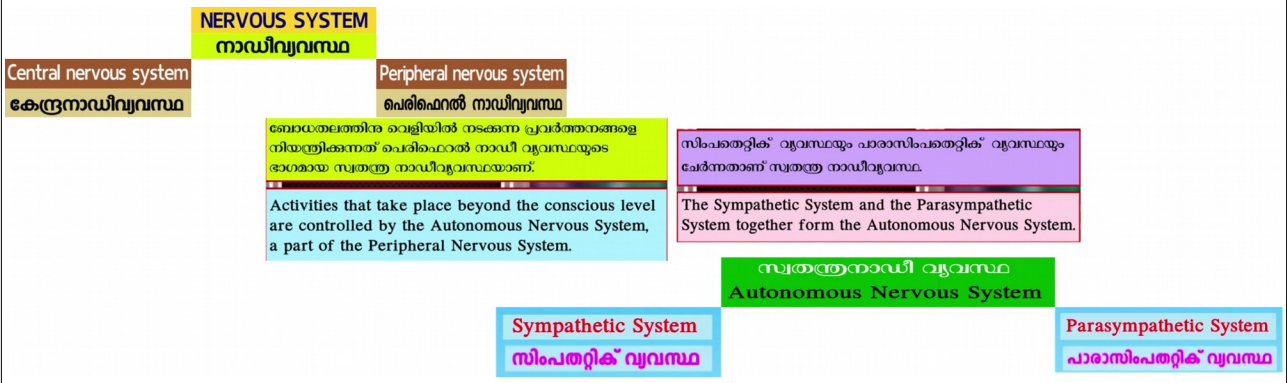 NERVOUS SYSTEM
നാഡീവ്യവസ്ഥ
Central nervous system
കേന്ദ്രനാഡീവ്യവസ്ഥ
Peripheral nervous system
പെരിഫെറൽ നാഡീവ്യവസ്ഥ
ബോധതലത്തിനു വെളിയിൽ നടക്കുന്ന പ്രവർത്തനങ്ങളെ
നിയന്ത്രിക്കുന്നത് പെരിഫെറൽ നാഡീ വ്യവസ്ഥയുടെ
ഭാഗമായ സ്വതന്ത്ര നാഡീവ്യവസ്ഥയാണ്.
Activities that take place beyond the conscious level
are controlled by the Autonomous Nervous System,
a part of the Peripheral Nervous System.
സിംപതെറ്റിക് വ്യവസ്ഥയും പാരാസിംപതെറ്റിക് വ്യവസ്ഥയും
ചേർന്നതാണ് സ്വതന്ത്ര നാഡീവ്യവസ്ഥ.
The Sympathetic System and the Parasympathetic
System together form the Autonomous Nervous System.
സ്വതന്ത്രനാഡീ വ്യവസ്ഥ
Autonomous Nervous System
Sympathetic System
സിംപതറ്റിക് വ്യവസ്ഥ
Parasympathetic System
പാരാസിംപതറ്റിക് വ്യവസ്ഥ